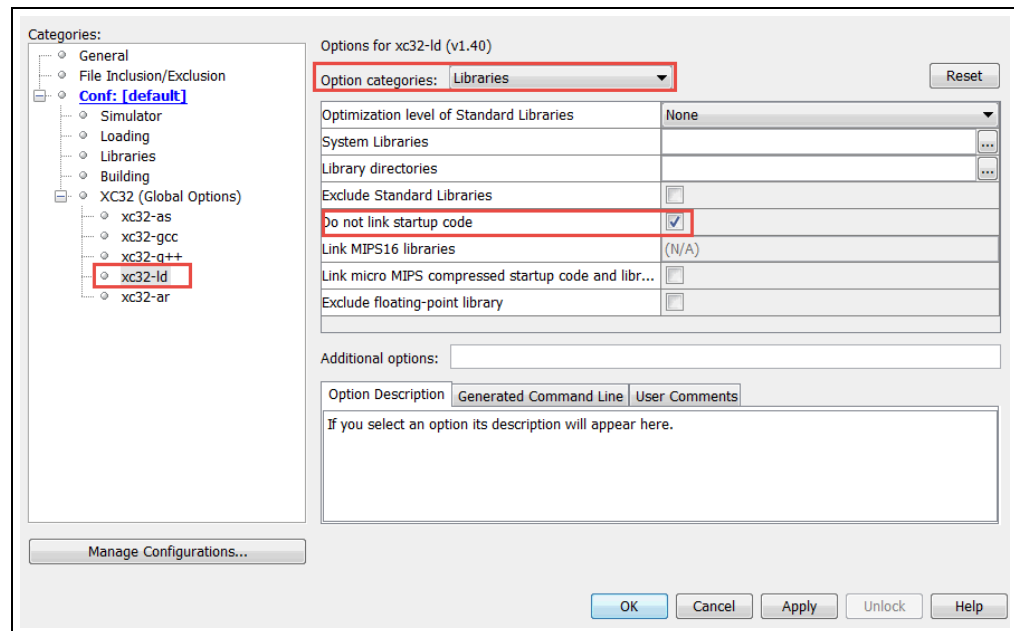 Categories:
General
File Inclusion/Exclusion
Conf: [default]
Simulator
Loading
Libraries
Building
XC32 (Global Options)
xc32-as
xc32-gcc
xc32-g++
xc32-ld
xc32-ar
Manage Configurations...
Options for xc32-ld (v1.40)
Option categories: Libraries Reset
Optimization level of Standard Libraries None
System Libraries ...
Library directories ...
Exclude Standard Libraries
Do not link startup code
Link MIPS16 libraries (N/A)
Link micro MIPS compressed startup code and libr...
Exclude floating-point library
Additional options:
Option Description Generated Command Line User Comments
If you select an option its description will appear here.
OK Cancel Apply Unlock Help